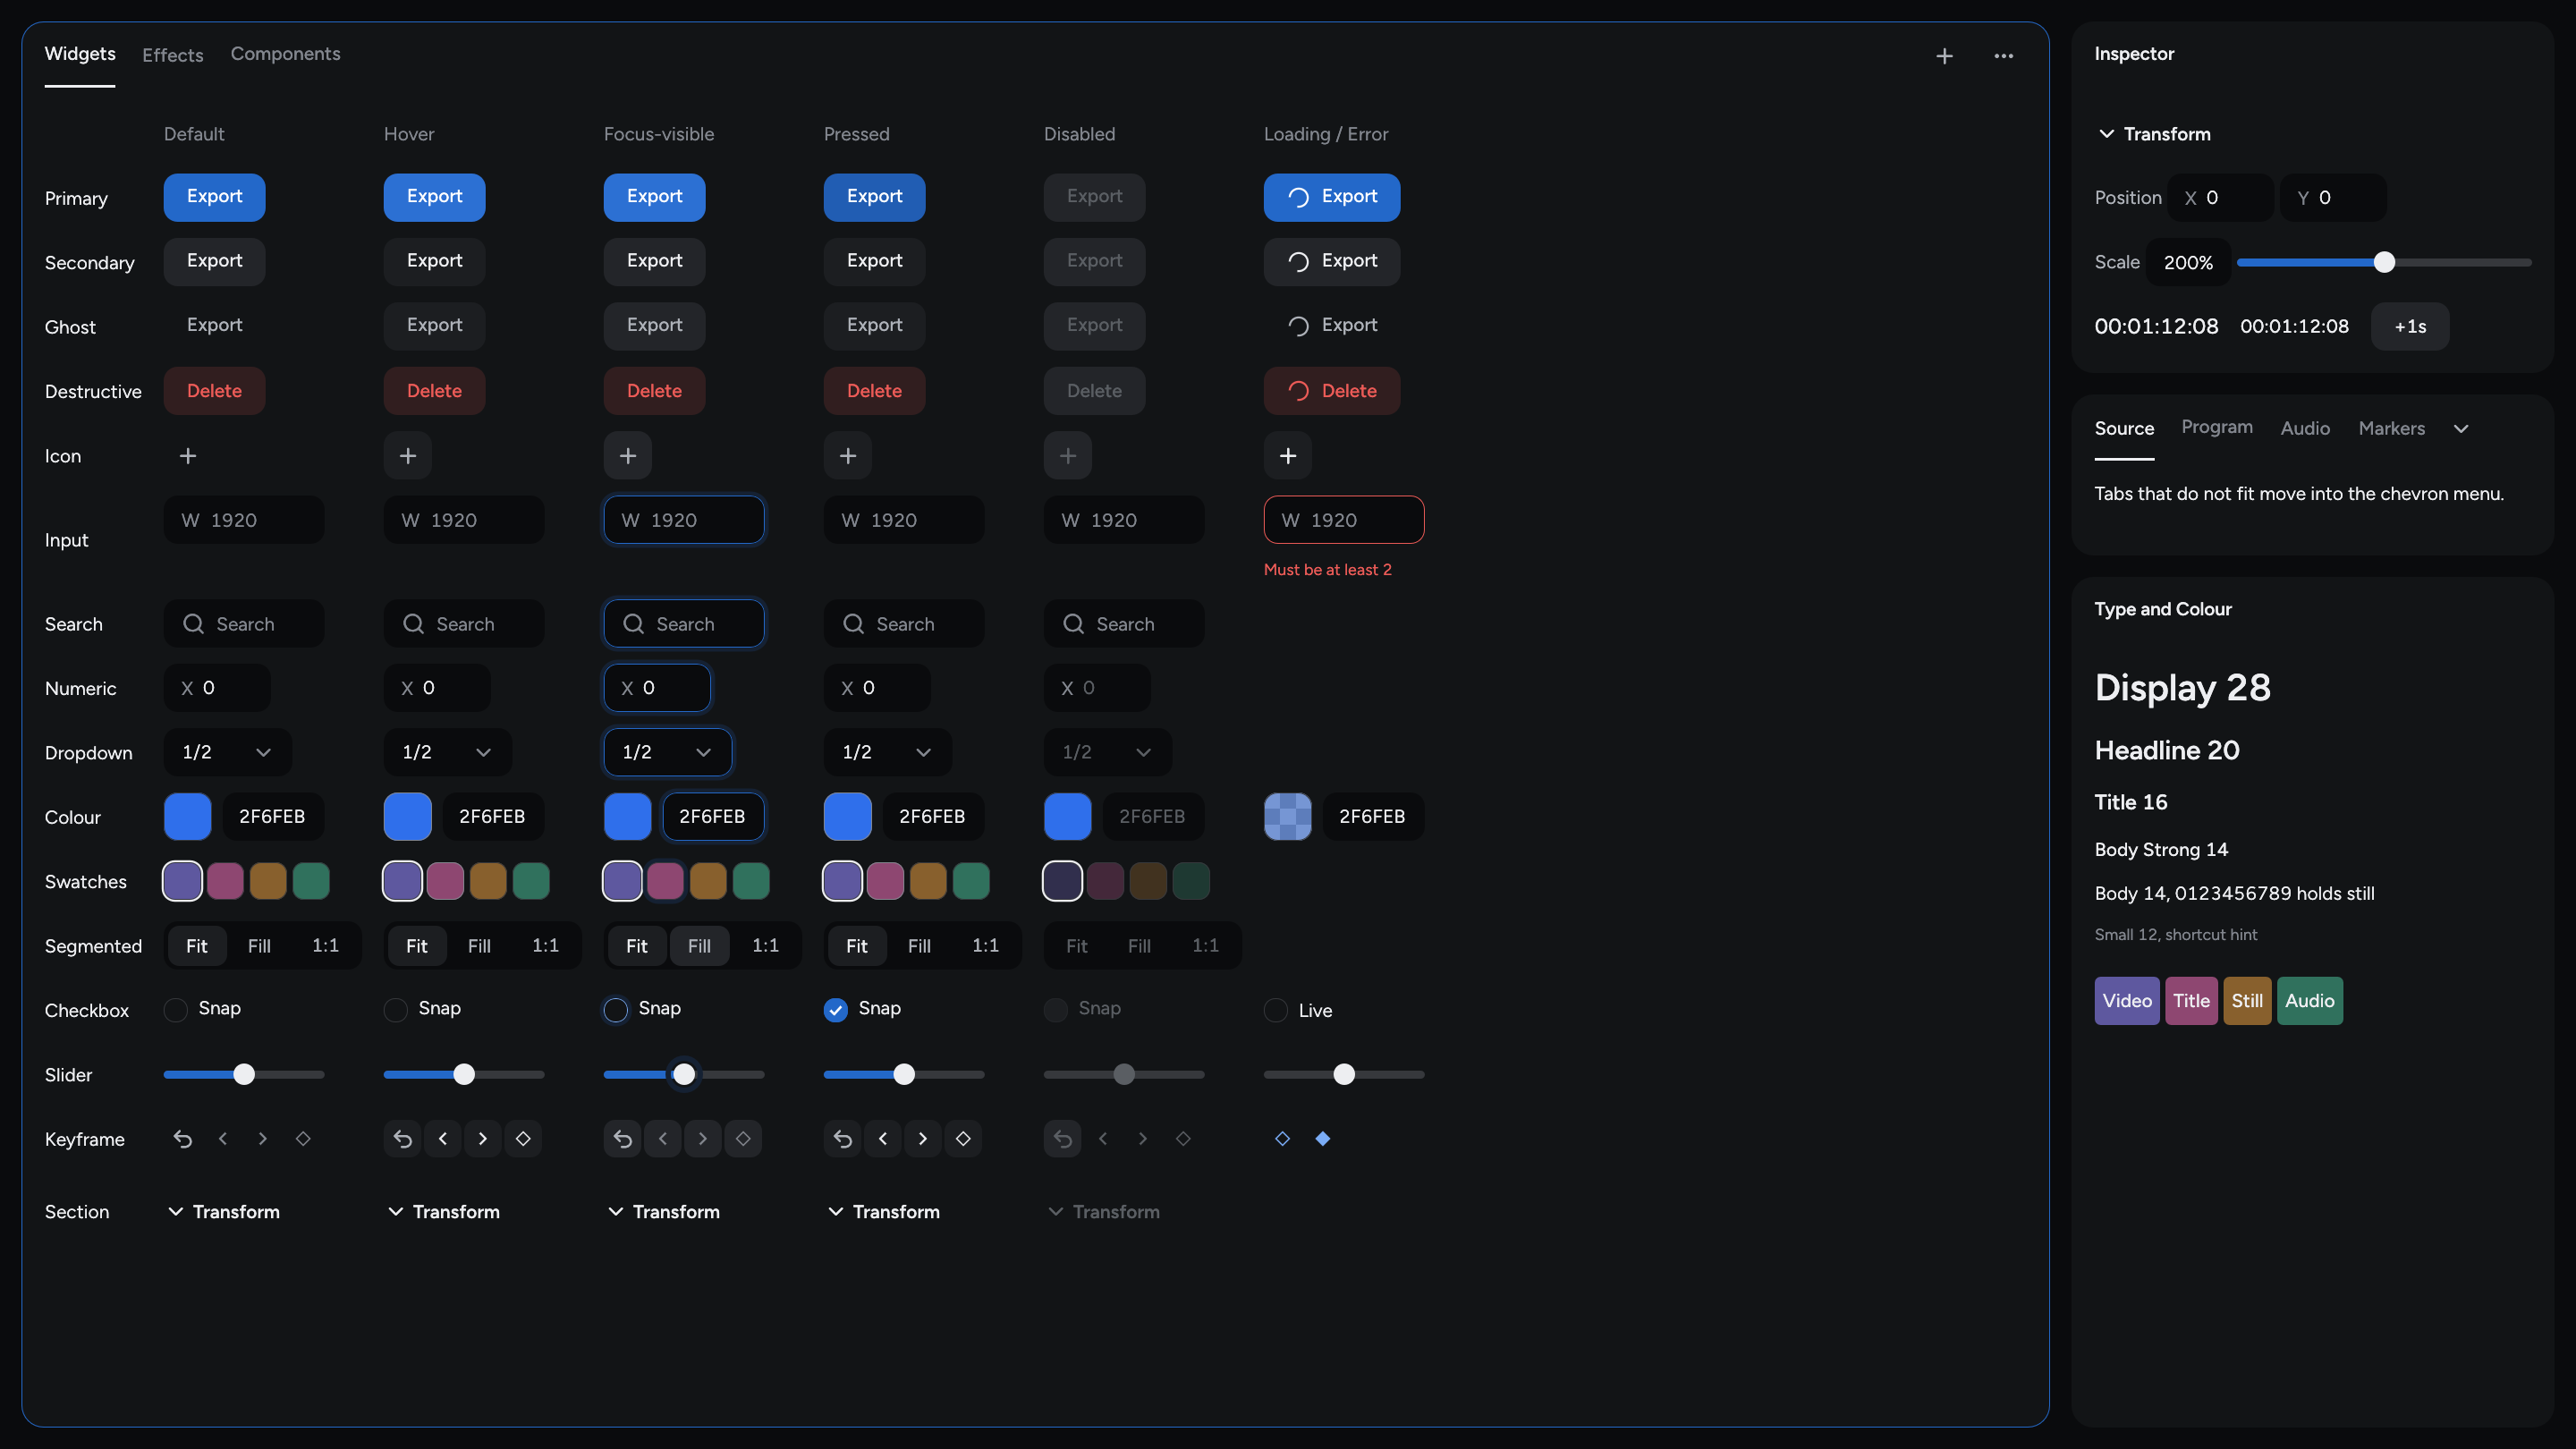 Widgets Effects Components
Default Hover Focus-visible Pressed Disabled Loading / Error
Primary Export Export Export Export Export Export
Secondary Export Export Export Export Export Export
Ghost Export Export Export Export Export Export
Destructive Delete Delete Delete Delete Delete Delete
Icon
Input W 1920 W 1920 W 1920 W 1920 W 1920 W 1920
Must be at least 2
Search Search Search Search Search Search
Numeric X 0 X 0 X 0 X 0 X 0
Dropdown 1/2 1/2 1/2 1/2 1/2
Colour 2F6FEB 2F6FEB 2F6FEB 2F6FEB 2F6FEB 2F6FEB
Swatches
Segmented Fit Fill 1:1 Fit Fill 1:1 Fit Fill 1:1 Fit Fill 1:1 Fit Fill 1:1
Checkbox Snap Snap Snap Snap Snap Live
Slider
Keyframe
Section Transform Transform Transform Transform Transform
Inspector
Transform
Position X 0 Y 0
Scale 200%
00:01:12:08 00:01:12:08 +1s
Source Program Audio Markers
Tabs that do not fit move into the chevron menu.
Type and Colour
Display 28
Headline 20
Title 16
Body Strong 14
Body 14, 0123456789 holds still
Small 12, shortcut hint
Video Title Still Audio